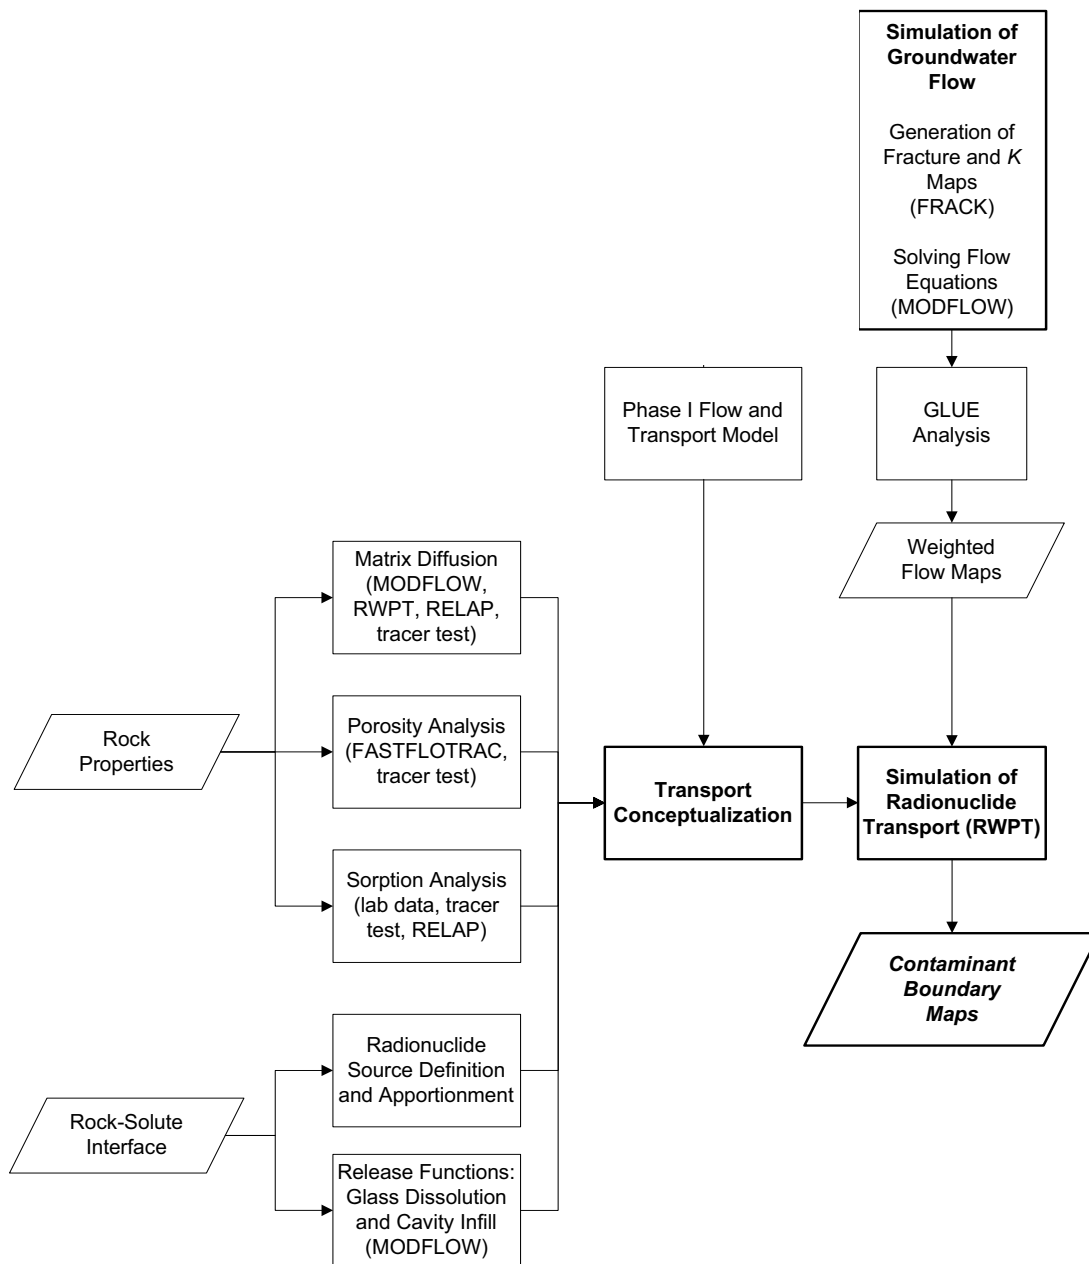 Simulation of
Groundwater
Flow
Generation of
Fracture and K
Maps
(FRACK)
Solving Flow
Equations
(MODFLOW)
Phase I Flow and
Transport Model
GLUE
Analysis
Weighted
Flow Maps
Matrix Diffusion
(MODFLOW,
RWPT, RELAP,
tracer test)
Rock
Properties
Porosity Analysis
(FASTFLOTRAC,
tracer test)
Sorption Analysis
(lab data, tracer
test, RELAP)
Transport
Conceptualization
Simulation of
Radionuclide
Transport (RWPT)
Contaminant
Boundary
Maps
Radionuclide
Source Definition
and Apportionment
Rock-Solute
Interface
Release Functions:
Glass Dissolution
and Cavity Infill
(MODFLOW)